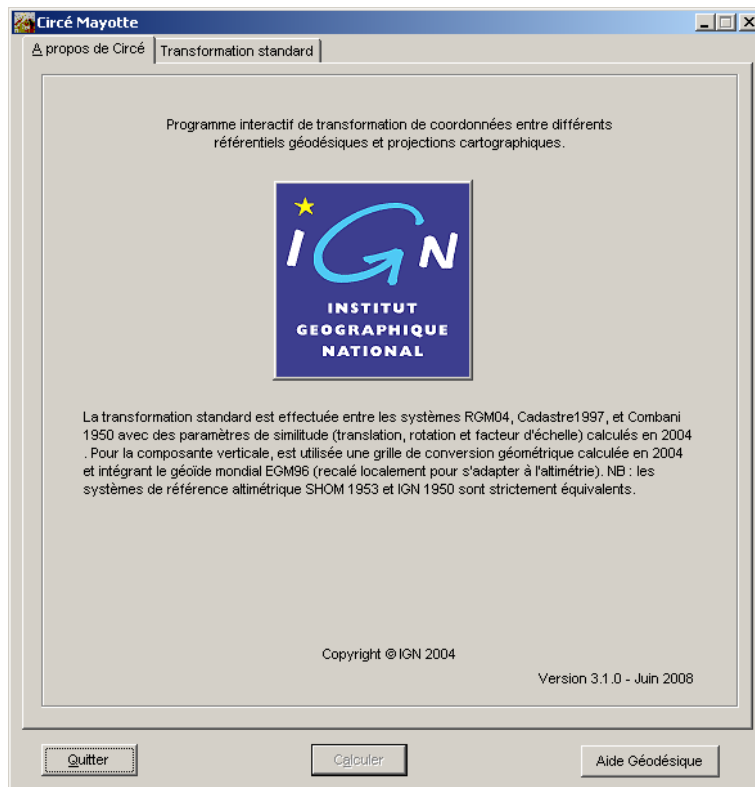 Circé Mayotte
A propos de Circé
Transformation standard
Programme interactif de transformation de coordonnées entre différents
référentiels géodésiques et projections cartographiques.
IGN
INSTITUT
GEOGRAPHIQUE
NATIONAL
La transformation standard est effectuée entre les systèmes RGM04, Cadastre1997, et Combani
1950 avec des paramètres de similitude (translation, rotation et facteur d'échelle) calculés en 2004
. Pour la composante verticale, est utilisée une grille de conversion géométrique calculée en 2004
et intégrant le géoïde mondial EGM96 (recalé localement pour s'adapter à l'altimétrie). NB : les
systèmes de référence altimétrique SHOM 1953 et IGN 1950 sont strictement équivalents.
Copyright © IGN 2004
Version 3.1.0 - Juin 2008
Quitter
Calculer
Aide Géodésique